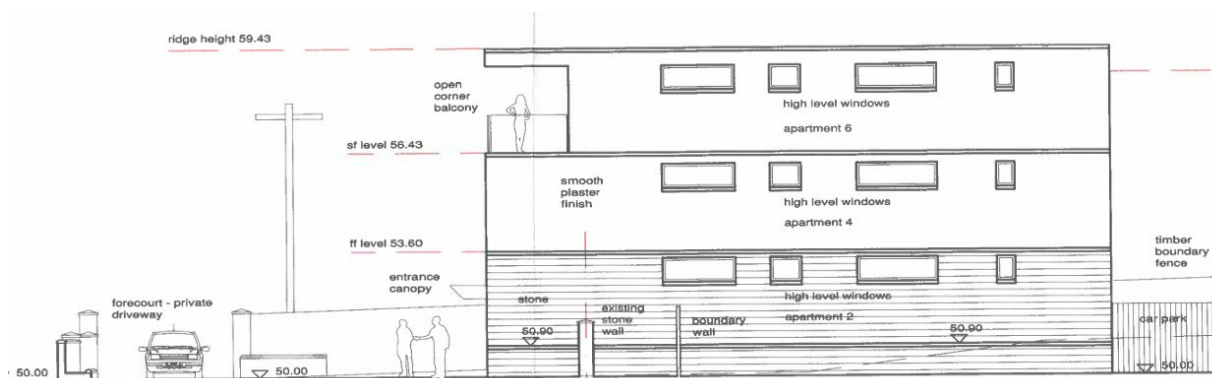 ridge height 59.43
open
corner
balcony
high level windows
apartment 6
sf level 56.43
smooth
plaster
finish
high level windows
apartment 4
ff level 53.60
timber
boundary
fence
entrance
canopy
forecourt - private
driveway
stone
existing
stone
wall
high level windows
apartment 2
boundary
wall
car park
50.90
50.90
50.00
50.00
50.00